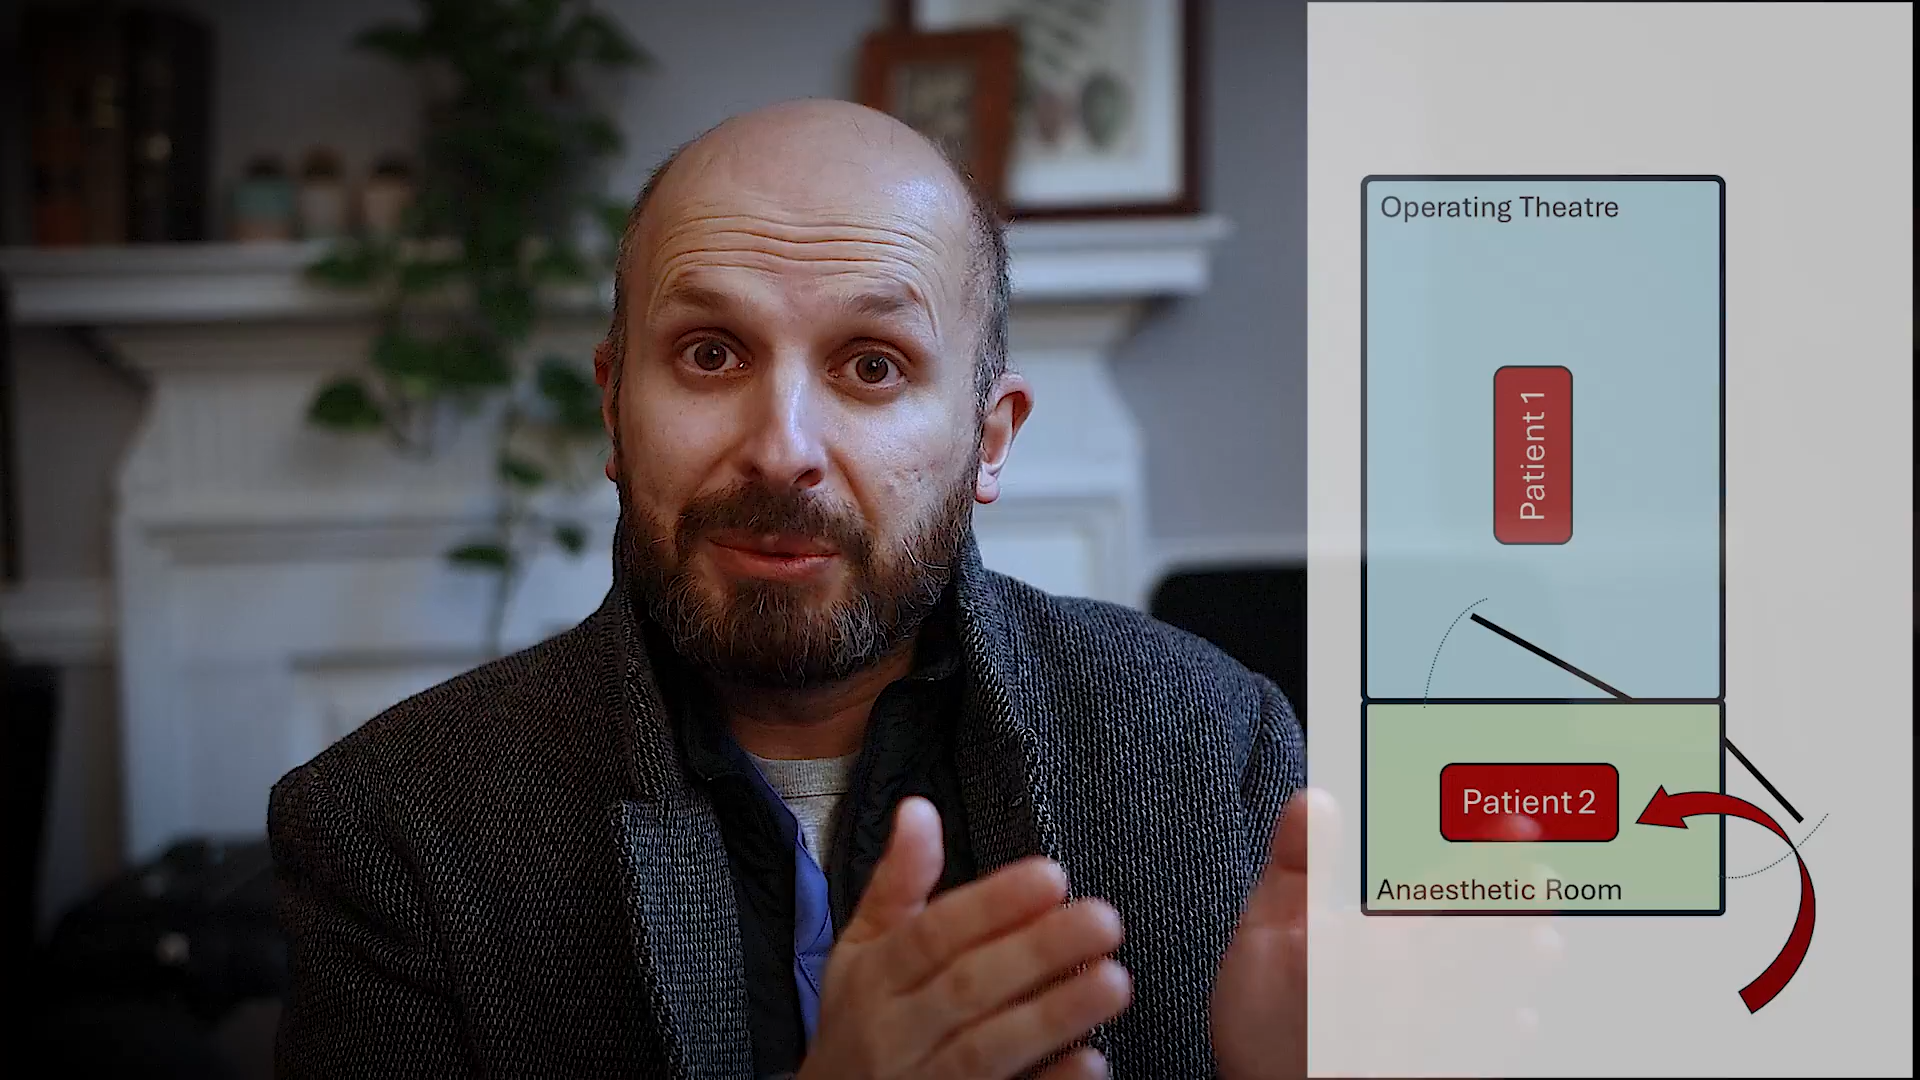 Operating Theatre
Patient 1
Patient 2
Anaesthetic Room